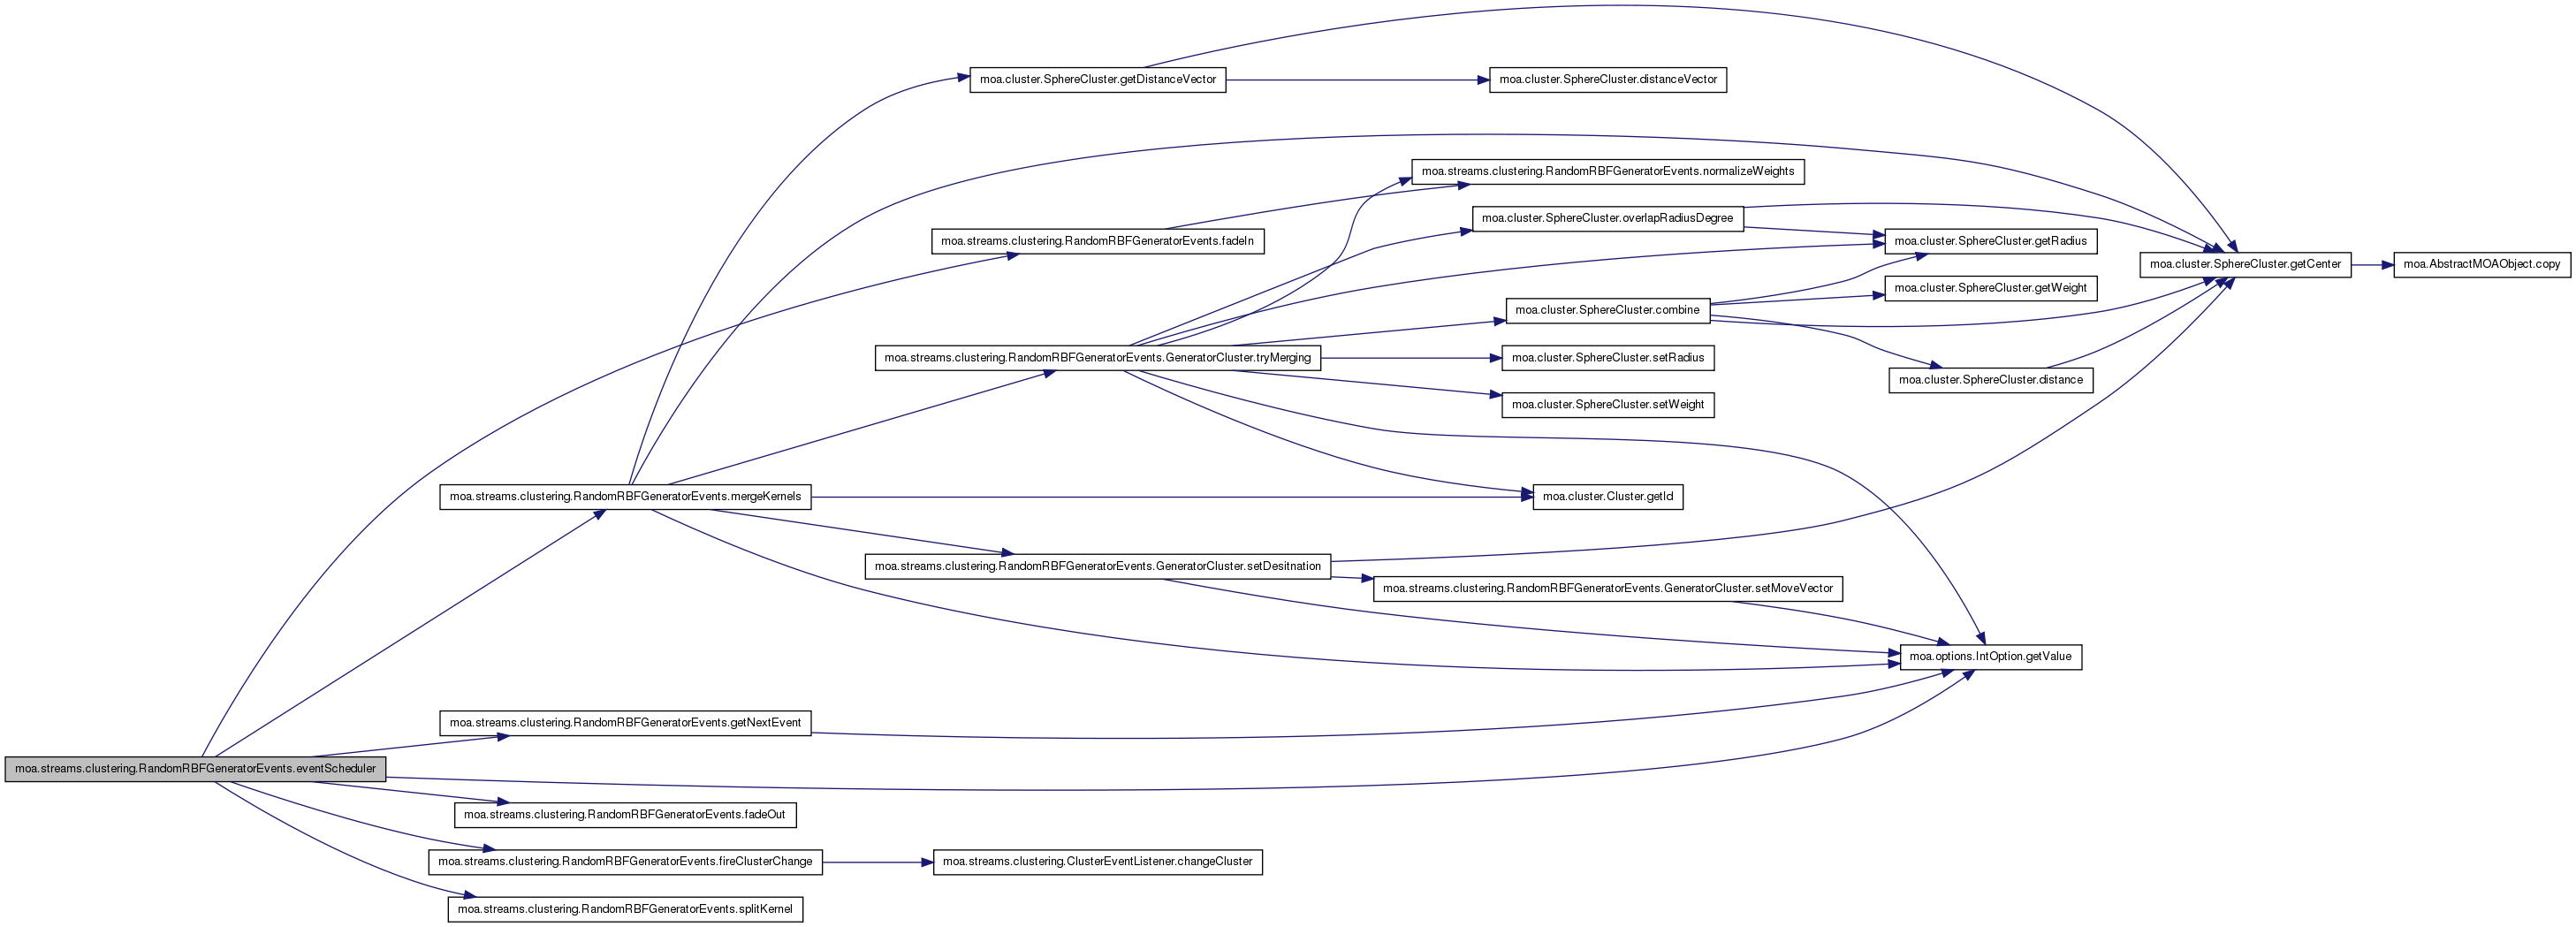 moa.cluster.SphereCluster.getDistanceVector
moa.cluster.SphereCluster.distanceVector
moa.streams.clustering.RandomRBFGeneratorEvents.normalizeWeights
moa.cluster.SphereCluster.overlapRadiusDegree
moa.streams.clustering.RandomRBFGeneratorEvents.fadeIn
moa.cluster.SphereCluster.getRadius
moa.cluster.SphereCluster.getCenter
moa.AbstractMOAObject.copy
moa.cluster.SphereCluster.getWeight
moa.cluster.SphereCluster.combine
moa.streams.clustering.RandomRBFGeneratorEvents.GeneratorCluster.tryMerging
moa.cluster.SphereCluster.setRadius
moa.cluster.SphereCluster.distance
moa.cluster.SphereCluster.setWeight
moa.streams.clustering.RandomRBFGeneratorEvents.mergeKernels
moa.cluster.Cluster.getId
moa.streams.clustering.RandomRBFGeneratorEvents.GeneratorCluster.setDesitnation
moa.streams.clustering.RandomRBFGeneratorEvents.GeneratorCluster.setMoveVector
moa.options.IntOption.getValue
moa.streams.clustering.RandomRBFGeneratorEvents.getNextEvent
moa.streams.clustering.RandomRBFGeneratorEvents.eventScheduler
moa.streams.clustering.RandomRBFGeneratorEvents.fadeOut
moa.streams.clustering.RandomRBFGeneratorEvents.fireClusterChange
moa.streams.clustering.ClusterEventListener.changeCluster
moa.streams.clustering.RandomRBFGeneratorEvents.splitKernel